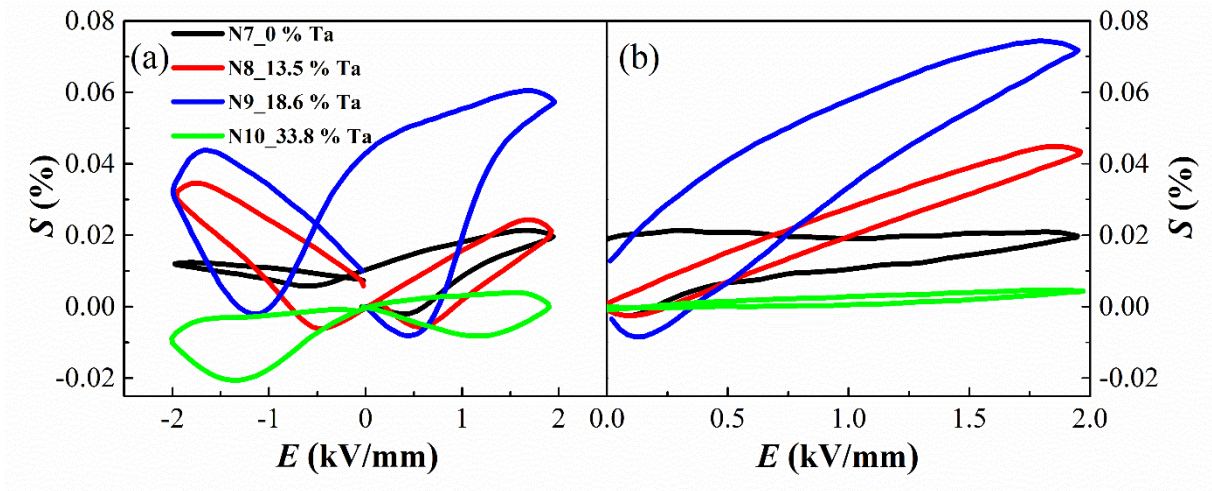 0.08
0.06
0.04
0.02
0.00
-0.02
S (%)
(a)
N7_0 % Ta
N8_13.5 % Ta
N9_18.6 % Ta
N10_33.8 % Ta
-2 -1 0 1 2
E (kV/mm)
(b)
0.0 0.5 1.0 1.5 2.0
E (kV/mm)
0.08
0.06
0.04
0.02
0.00
-0.02
S (%)